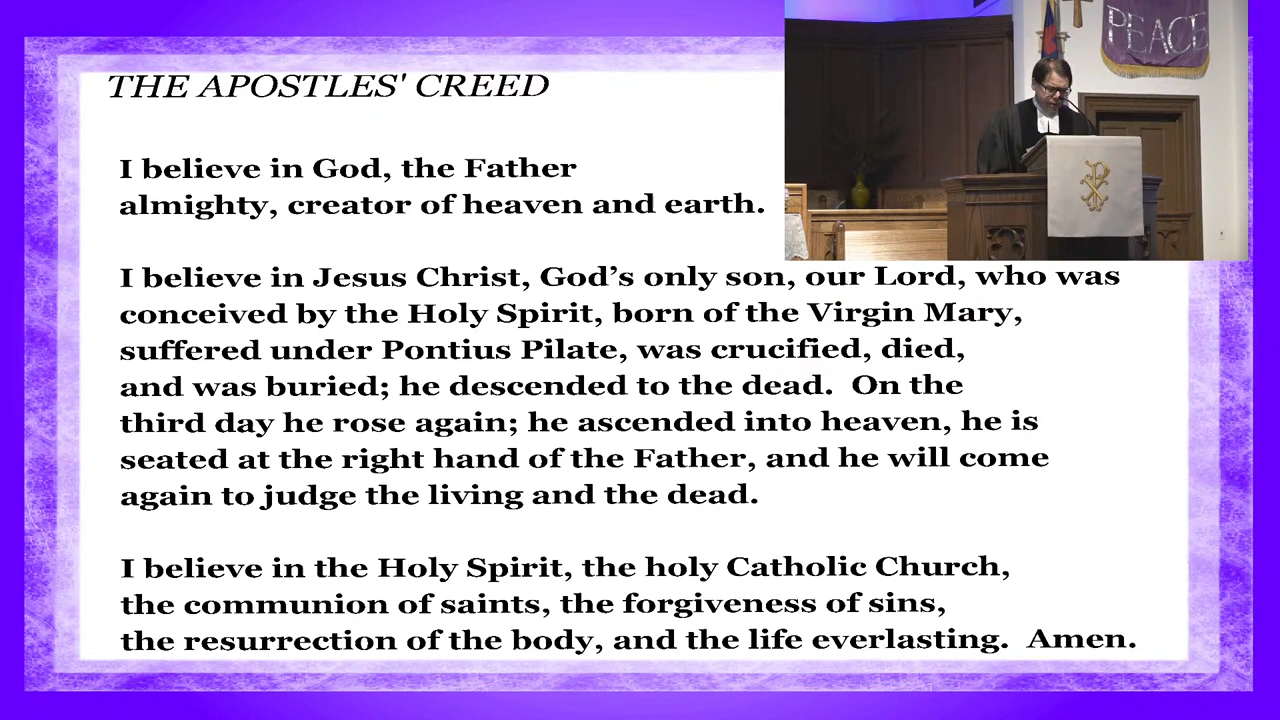 THE APOSTLES' CREED
PEACE
I believe in God, the Father
almighty, creator of heaven and earth.
I believe in Jesus Christ, God’s only son, our Lord, who was
conceived by the Holy Spirit, born of the Virgin Mary,
suffered under Pontius Pilate, was crucified, died,
and was buried; he descended to the dead.  On the
third day he rose again; he ascended into heaven, he is
seated at the right hand of the Father, and he will come
again to judge the living and the dead.
I believe in the Holy Spirit, the holy Catholic Church,
the communion of saints, the forgiveness of sins,
the resurrection of the body, and the life everlasting.  Amen.